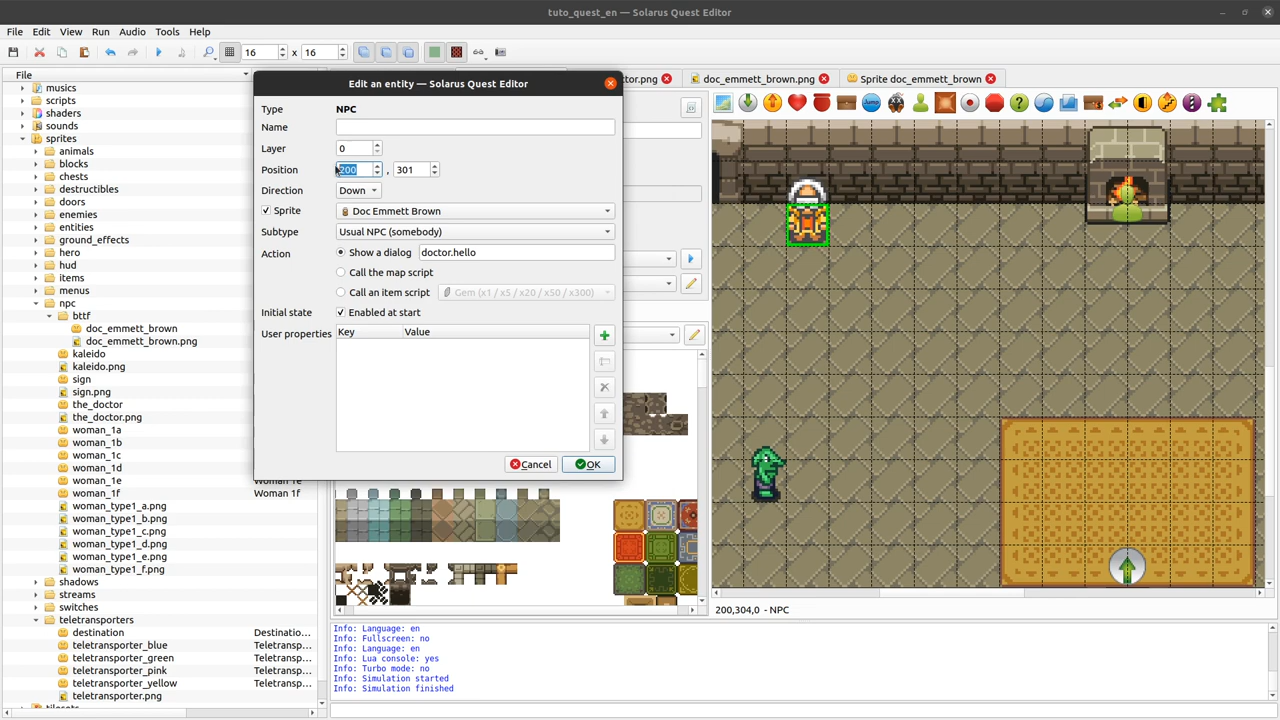 tuto_quest_en — Solarus Quest Editor
File Edit View Run Audio Tools Help
16 x 16
File
musics
scripts
shaders
sounds
sprites
animals
blocks
chests
destructibles
doors
enemies
entities
ground_effects
hero
hud
items
menus
npc
bttf
doc_emmett_brown
doc_emmett_brown.png
kaleido
kaleido.png
sign
sign.png
the_doctor
the_doctor.png
woman_1a
woman_1b
woman_1c
woman_1d
woman_1e
woman_1f Woman 1f
woman_type1_a.png
woman_type1_b.png
woman_type1_c.png
woman_type1_d.png
woman_type1_e.png
woman_type1_f.png
shadows
streams
switches
teletransporters
destination Destinatio...
teletransporter_blue Teletransp...
teletransporter_green Teletransp...
teletransporter_pink Teletransp...
teletransporter_yellow Teletransp...
teletransporter.png
Edit an entity — Solarus Quest Editor
Type NPC
Name
Layer 0
Position 200 , 301
Direction Down
Sprite Doc Emmett Brown
Subtype Usual NPC (somebody)
Action Show a dialog doctor.hello
Call the map script
Call an item script Gem (x1 / x5 / x20 / x50 / x300)
Initial state Enabled at start
User properties Key Value
Cancel OK
tor.png doc_emmett_brown.png Sprite doc_emmett_brown
Jump
200,304,0 - NPC
Info: Language: en
Info: Fullscreen: no
Info: Language: en
Info: Lua console: yes
Info: Turbo mode: no
Info: Simulation started
Info: Simulation finished